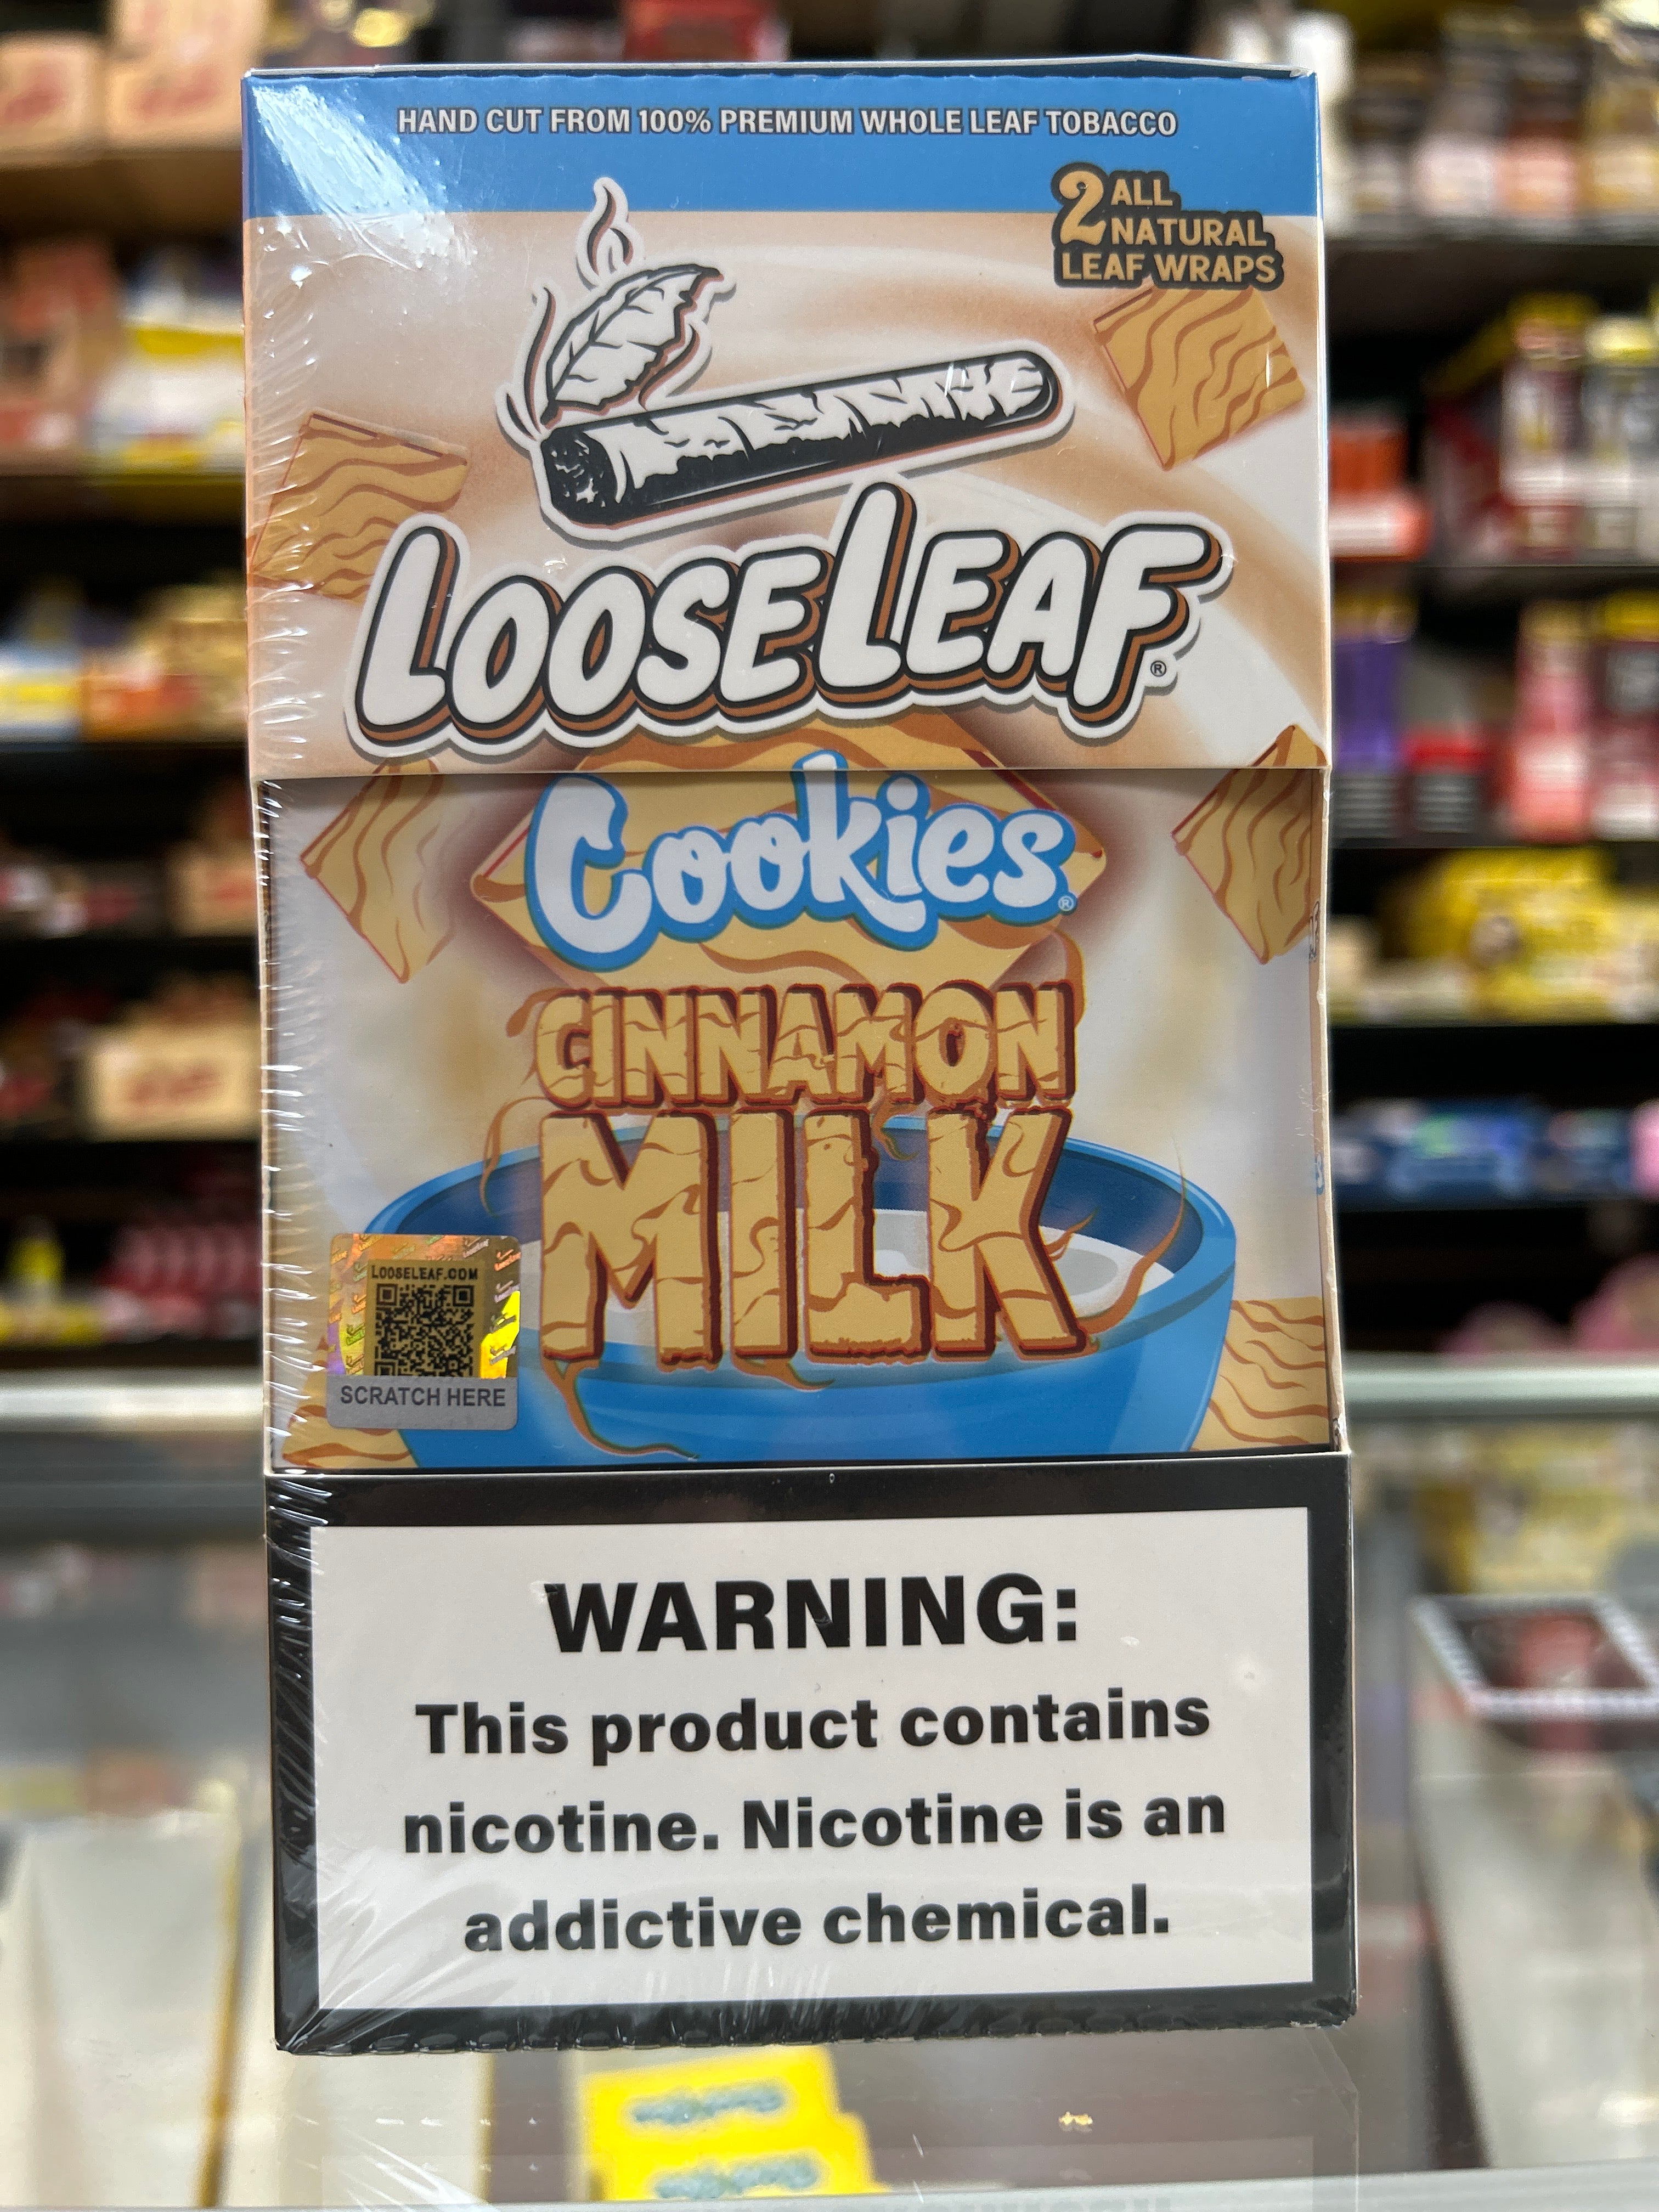 HAND CUT FROM 100% PREMIUM WHOLE LEAF TOBACCO
2 ALL
NATURAL
LEAF WRAPS
LOOSELEAF®
Cookies®
CINNAMON
MILK
LOOSELEAF.COM
SCRATCH HERE
WARNING:
This product contains
nicotine. Nicotine is an
addictive chemical.